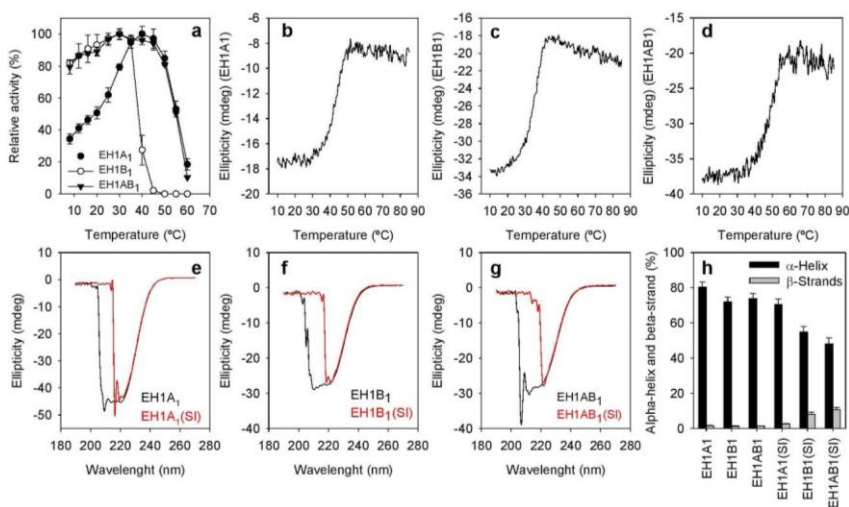 a
Relative activity (%)
100
80
60
40
20
0
EH1A1
EH1B1
EH1AB1
0 10 20 30 40 50 60 70
Temperature (ºC)
b
Ellipticity (mdeg) (EH1A1)
-6
-8
-10
-12
-14
-16
-18
-20
10 20 30 40 50 60 70 80 90
Temperature (ºC)
c
Ellipticity (mdeg) (EH1B1)
-16
-18
-20
-22
-24
-26
-28
-30
-32
-34
-36
10 20 30 40 50 60 70 80 90
Temperature (ºC)
d
Ellipticity (mdeg) (EH1AB1)
-15
-20
-25
-30
-35
-40
10 20 30 40 50 60 70 80 90
Temperature (ºC)
e
Ellipticity (mdeg)
10
0
-10
-20
-30
-40
-50
EH1A1
EH1A1(SI)
180 200 220 240 260 280
Wavelenght (nm)
f
Ellipticity (mdeg)
10
0
-10
-20
-30
-40
EH1B1
EH1B1(SI)
180 200 220 240 260 280
Wavelenght (nm)
g
Ellipticity (mdeg)
10
0
-10
-20
-30
-40
EH1AB1
EH1AB1(SI)
180 200 220 240 260 280
Wavelenght (nm)
h
Alpha-helix and beta-strand (%)
100
80
60
40
20
0
α-Helix
β-Strands
EH1A1
EH1B1
EH1AB1
EH1A1(SI)
EH1B1(SI)
EH1AB1(SI)